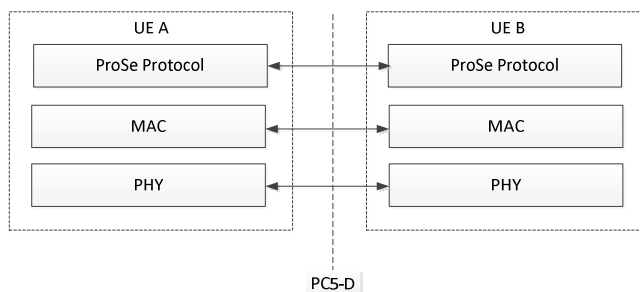 UE A
UE B
ProSe Protocol
ProSe Protocol
MAC
MAC
PHY
PHY
PC5-D